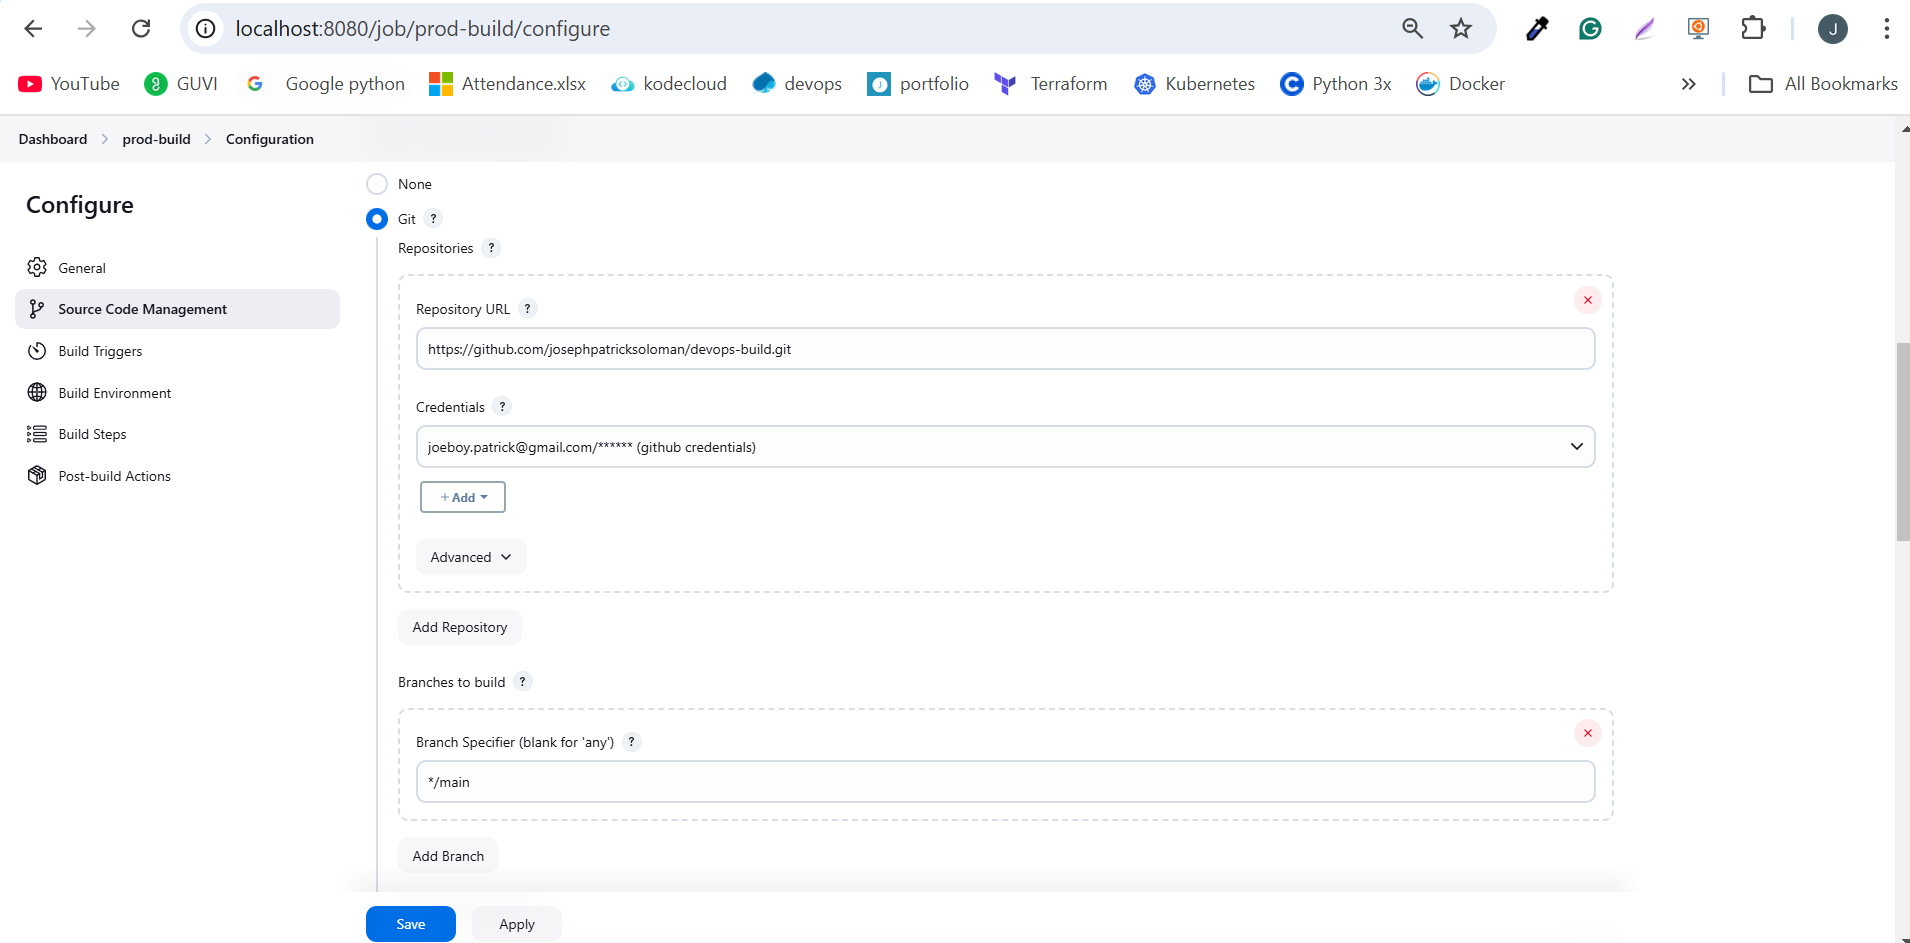 localhost:8080/job/prod-build/configure
J
YouTube GUVI Google python Attendance.xlsx kodecloud devops portfolio Terraform Kubernetes Python 3x Docker » All Bookmarks
Dashboard > prod-build > Configuration
Configure
General
Source Code Management
Build Triggers
Build Environment
Build Steps
Post-build Actions
None
Git ?
Repositories ?
Repository URL ?
https://github.com/josephpatricksoloman/devops-build.git
Credentials ?
joeboy.patrick@gmail.com/****** (github credentials)
+ Add
Advanced
Add Repository
Branches to build ?
Branch Specifier (blank for 'any') ?
*/main
Add Branch
Save Apply